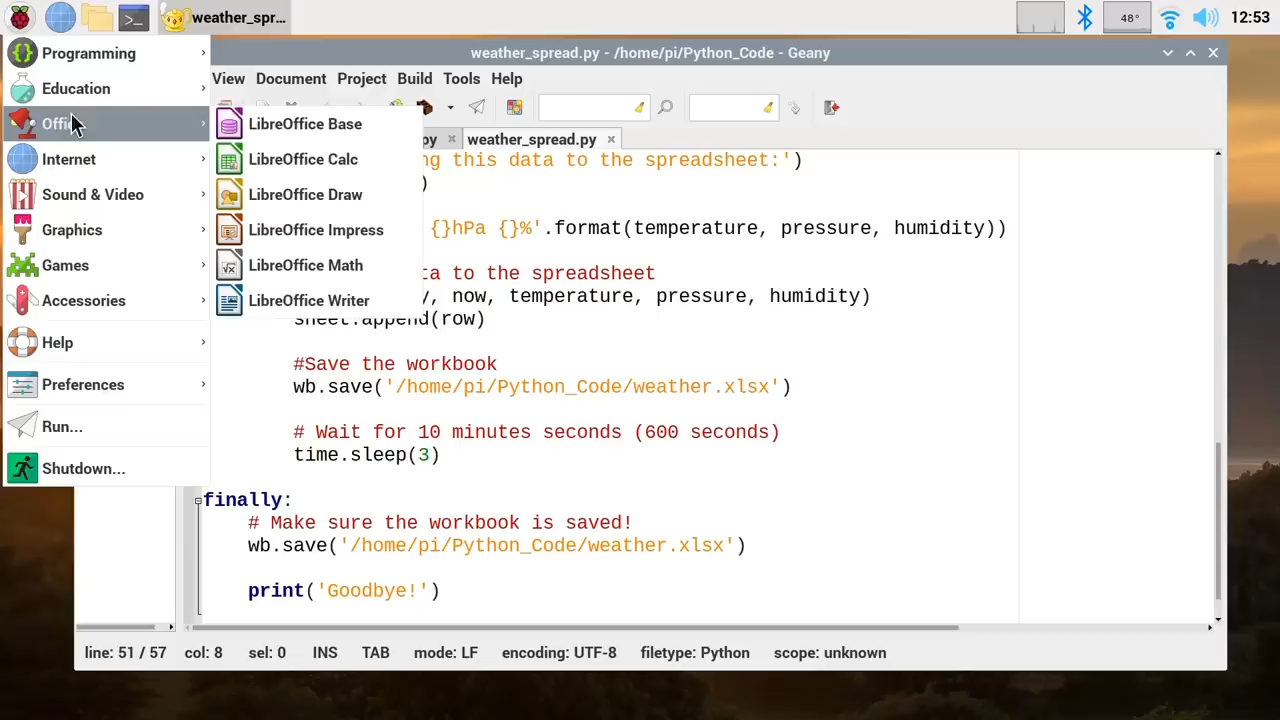 weather_spr...
48°
12:53
weather_spread.py - /home/pi/Python_Code - Geany
View Document Project Build Tools Help
Programming
Education
Internet
Sound & Video
Graphics
Games
Accessories
Help
Preferences
Run...
Shutdown...
LibreOffice Base
LibreOffice Calc
LibreOffice Draw
LibreOffice Impress
LibreOffice Math
LibreOffice Writer
py weather_spread.py
ng this data to the spreadsheet:')
)
{}hPa {}%'.format(temperature, pressure, humidity))
ta to the spreadsheet
y, now, temperature, pressure, humidity)
sheet.append(row)
#Save the workbook
wb.save('/home/pi/Python_Code/weather.xlsx')
# Wait for 10 minutes seconds (600 seconds)
time.sleep(3)
finally:
# Make sure the workbook is saved!
wb.save('/home/pi/Python_Code/weather.xlsx')
print('Goodbye!')
line: 51 / 57 col: 8 sel: 0 INS TAB mode: LF encoding: UTF-8 filetype: Python scope: unknown